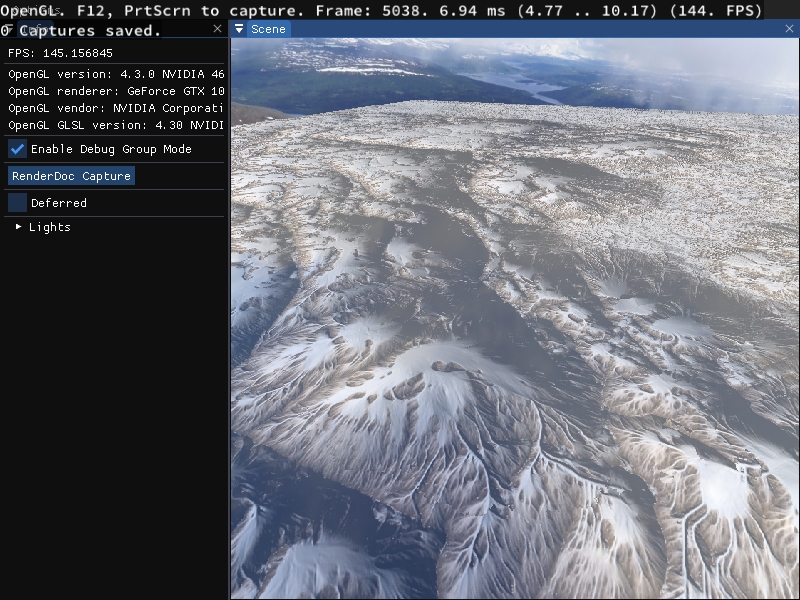 OpenGL. F12, PrtScrn to capture. Frame: 5038. 6.94 ms (4.77 .. 10.17) (144. FPS)
0 Captures saved.
Scene
FPS: 145.156845
OpenGL version: 4.3.0 NVIDIA 46
OpenGL renderer: GeForce GTX 10
OpenGL vendor: NVIDIA Corporati
OpenGL GLSL version: 4.30 NVIDI
Enable Debug Group Mode
RenderDoc Capture
Deferred
Lights